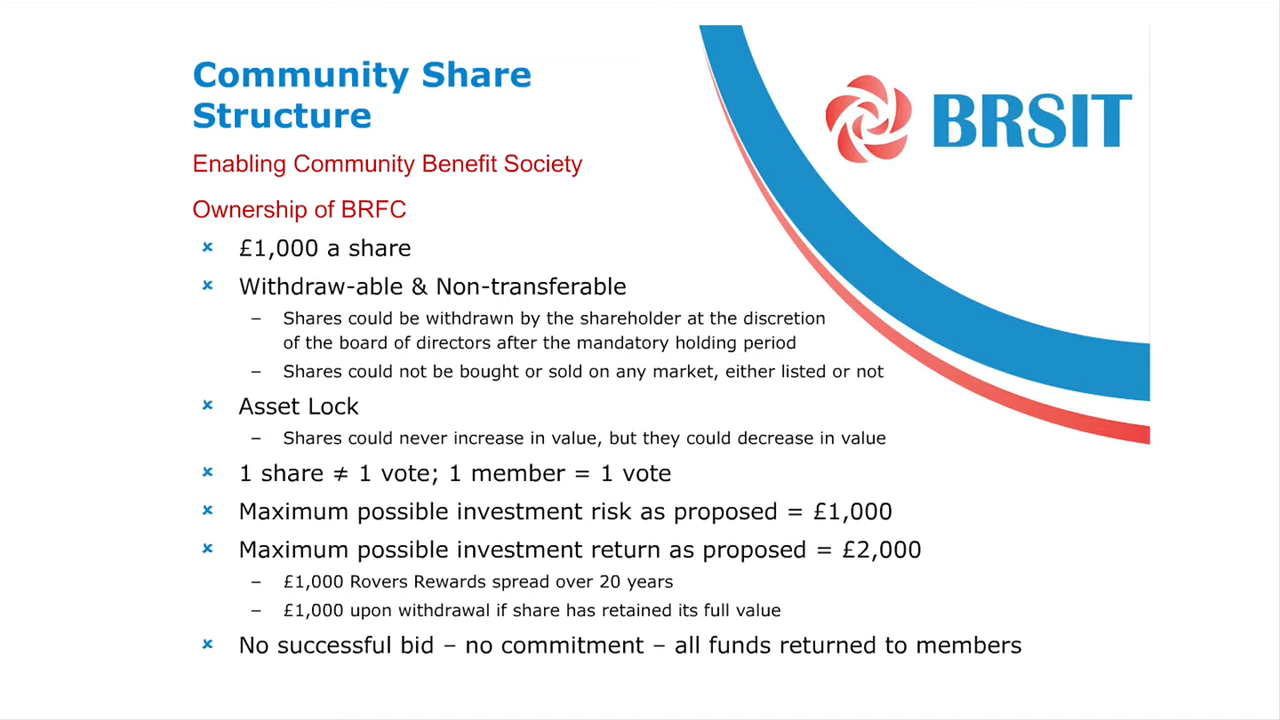 Community Share
Structure
BRSIT
Enabling Community Benefit Society
Ownership of BRFC
£1,000 a share
Withdraw-able & Non-transferable
– Shares could be withdrawn by the shareholder at the discretion
of the board of directors after the mandatory holding period
– Shares could not be bought or sold on any market, either listed or not
Asset Lock
– Shares could never increase in value, but they could decrease in value
1 share ≠ 1 vote; 1 member = 1 vote
Maximum possible investment risk as proposed = £1,000
Maximum possible investment return as proposed = £2,000
– £1,000 Rovers Rewards spread over 20 years
– £1,000 upon withdrawal if share has retained its full value
No successful bid – no commitment – all funds returned to members